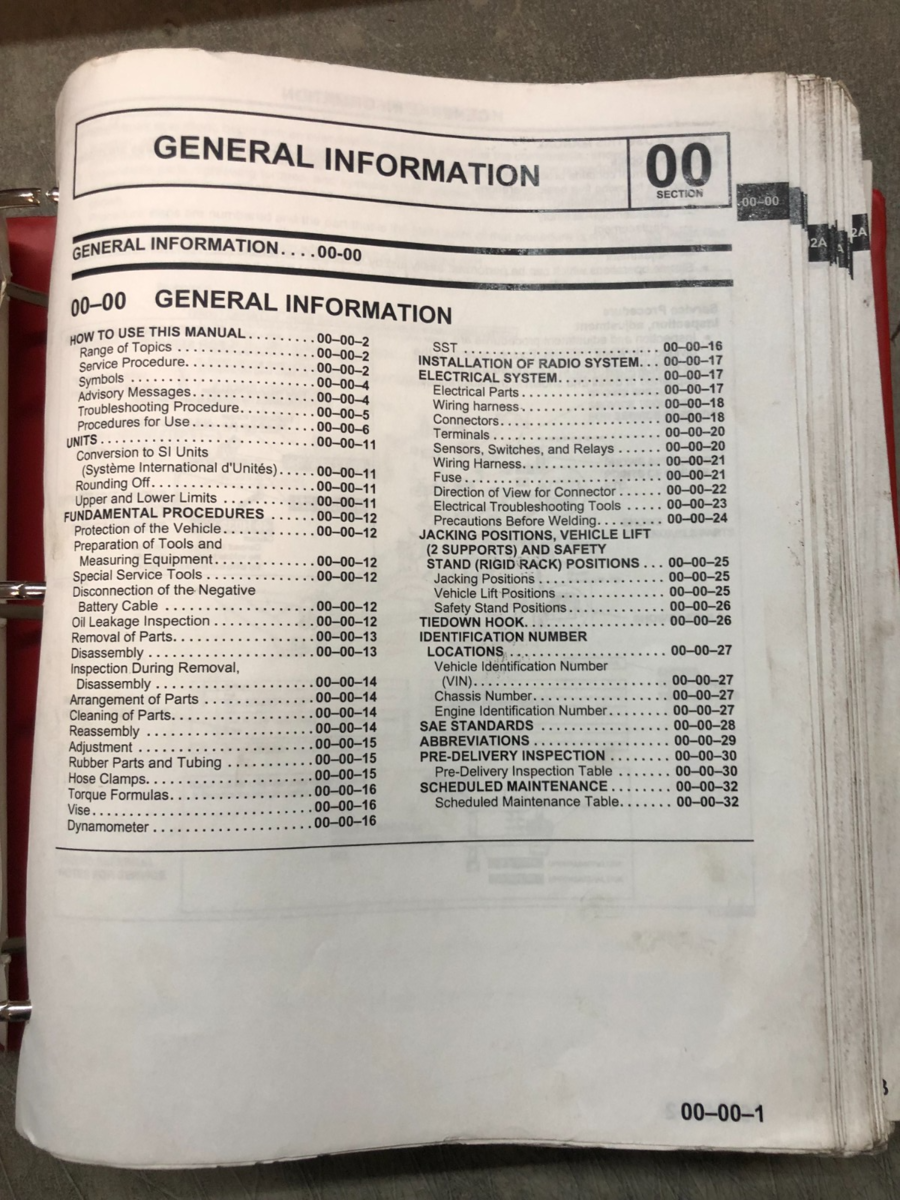 GENERAL INFORMATION
00
SECTION
00–00
2A
2A
GENERAL INFORMATION....00-00
00–00 GENERAL INFORMATION
HOW TO USE THIS MANUAL.........00–00–2
Range of Topics .................00–00–2
Service Procedure................00–00–2
Symbols .........................00–00–4
Advisory Messages................00–00–4
Troubleshooting Procedure........00–00–5
Procedures for Use...............00–00–6
UNITS............................00–00–11
Conversion to SI Units
(Système International d'Unités).....00–00–11
Rounding Off.....................00–00–11
Upper and Lower Limits ..........00–00–11
FUNDAMENTAL PROCEDURES ......00–00–12
Protection of the Vehicle........00–00–12
Preparation of Tools and
Measuring Equipment..............00–00–12
Special Service Tools ...........00–00–12
Disconnection of the Negative
Battery Cable ...................00–00–12
Oil Leakage Inspection ..........00–00–12
Removal of Parts.................00–00–13
Disassembly .....................00–00–13
Inspection During Removal,
Disassembly .....................00–00–14
Arrangement of Parts ............00–00–14
Cleaning of Parts................00–00–14
Reassembly ......................00–00–14
Adjustment ......................00–00–15
Rubber Parts and Tubing .........00–00–15
Hose Clamps......................00–00–15
Torque Formulas..................00–00–16
Vise.............................00–00–16
Dynamometer .....................00–00–16
SST .............................00–00–16
INSTALLATION OF RADIO SYSTEM...00–00–17
ELECTRICAL SYSTEM..............00–00–17
Electrical Parts.................00–00–17
Wiring harness...................00–00–18
Connectors.......................00–00–18
Terminals........................00–00–20
Sensors, Switches, and Relays ......00–00–20
Wiring Harness...................00–00–21
Fuse.............................00–00–21
Direction of View for Connector ......00–00–22
Electrical Troubleshooting Tools .....00–00–23
Precautions Before Welding.........00–00–24
JACKING POSITIONS, VEHICLE LIFT
(2 SUPPORTS) AND SAFETY
STAND (RIGID RACK) POSITIONS ...00–00–25
Jacking Positions................00–00–25
Vehicle Lift Positions ..........00–00–25
Safety Stand Positions...........00–00–26
TIEDOWN HOOK...................00–00–26
IDENTIFICATION NUMBER
LOCATIONS ......................00–00–27
Vehicle Identification Number
(VIN)............................00–00–27
Chassis Number...................00–00–27
Engine Identification Number........00–00–27
SAE STANDARDS ..................00–00–28
ABBREVIATIONS ..................00–00–29
PRE-DELIVERY INSPECTION ........00–00–30
Pre-Delivery Inspection Table .......00–00–30
SCHEDULED MAINTENANCE ........00–00–32
Scheduled Maintenance Table.......00–00–32
00–00–1